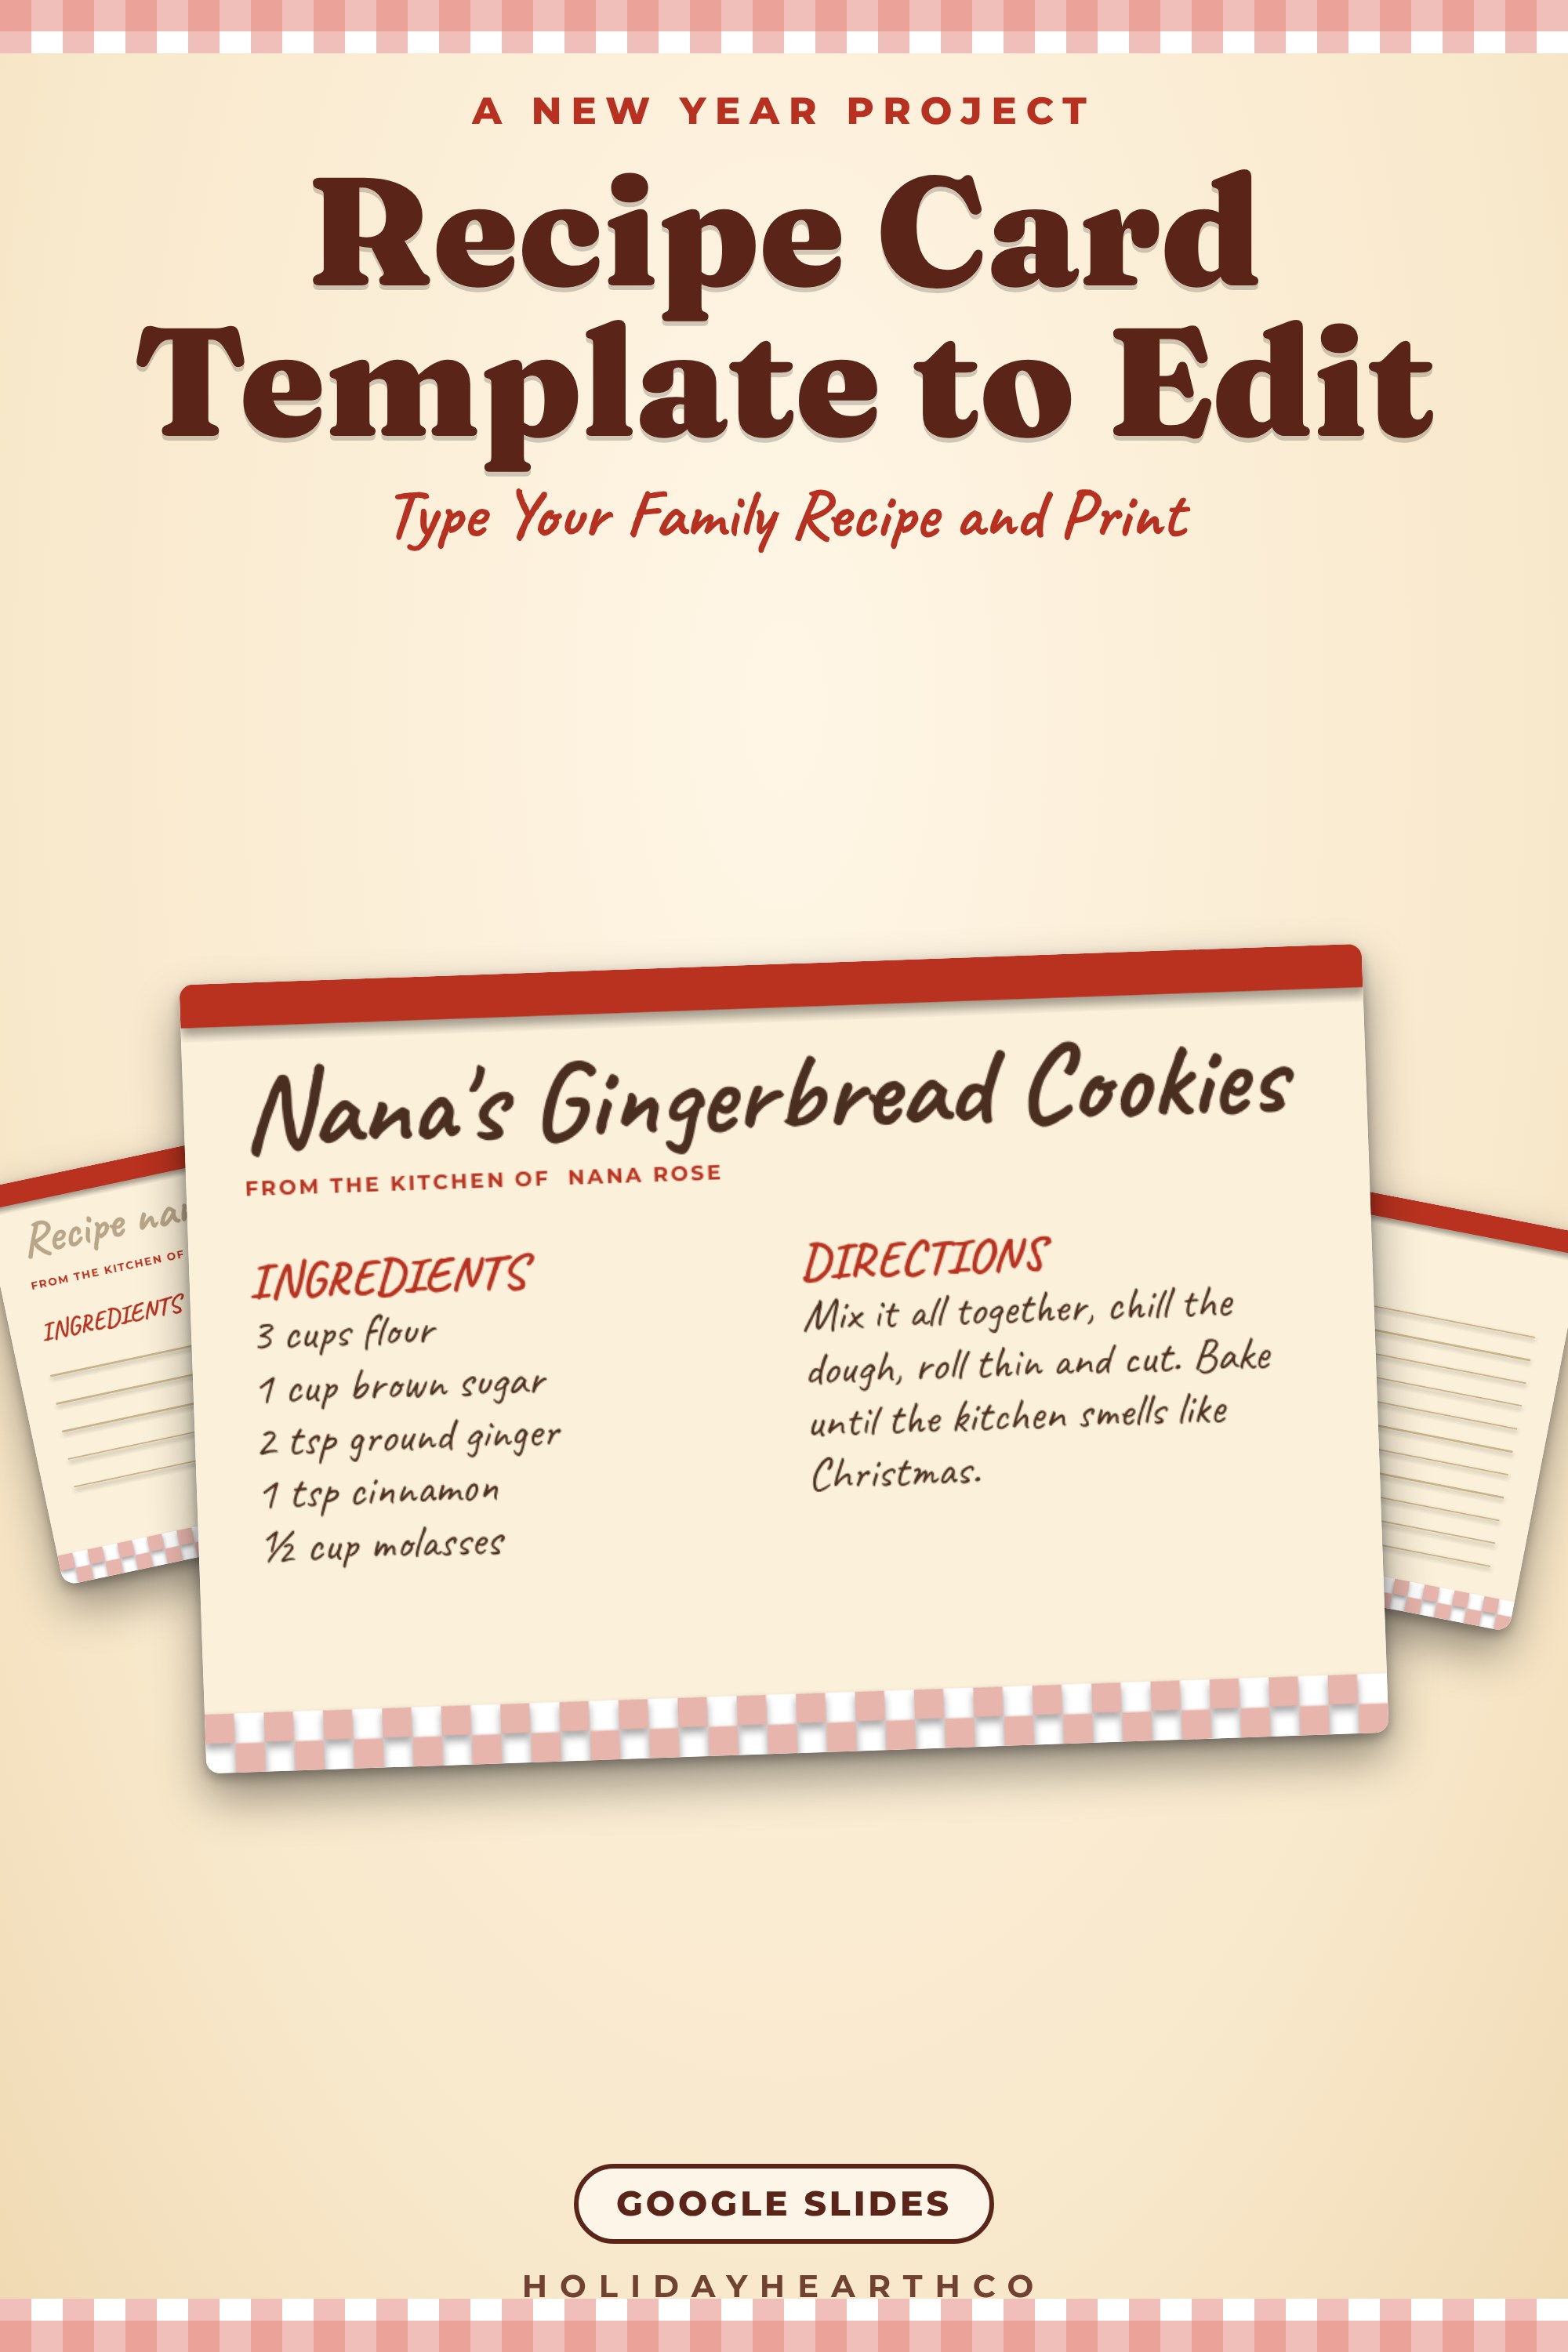 A NEW YEAR PROJECT
Recipe Card
Template to Edit
Type Your Family Recipe and Print
Nana's Gingerbread Cookies
FROM THE KITCHEN OF NANA ROSE
INGREDIENTS
3 cups flour
1 cup brown sugar
2 tsp ground ginger
1 tsp cinnamon
½ cup molasses
DIRECTIONS
Mix it all together, chill the
dough, roll thin and cut. Bake
until the kitchen smells like
Christmas.
Recipe
FROM THE KITCHEN OF
INGREDIENTS
GOOGLE SLIDES
HOLIDAYHEARTHCO